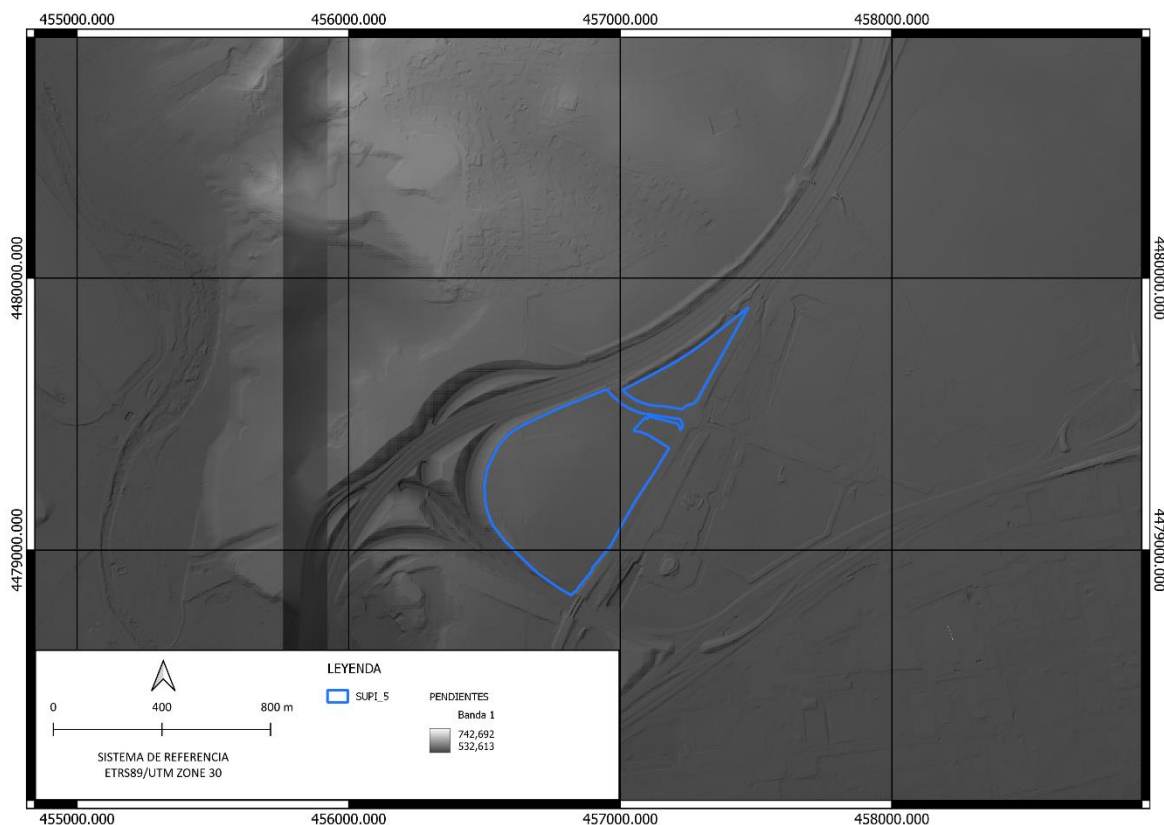 455000.000 456000.000 457000.000 458000.000
4480000.000 4480000.000
4479000.000 4479000.000
LEYENDA
SUPI_5
PENDIENTES
Banda 1
742,692
532,613
0 400 800 m
SISTEMA DE REFERENCIA
ETRS89/UTM ZONE 30
455000.000 456000.000 457000.000 458000.000